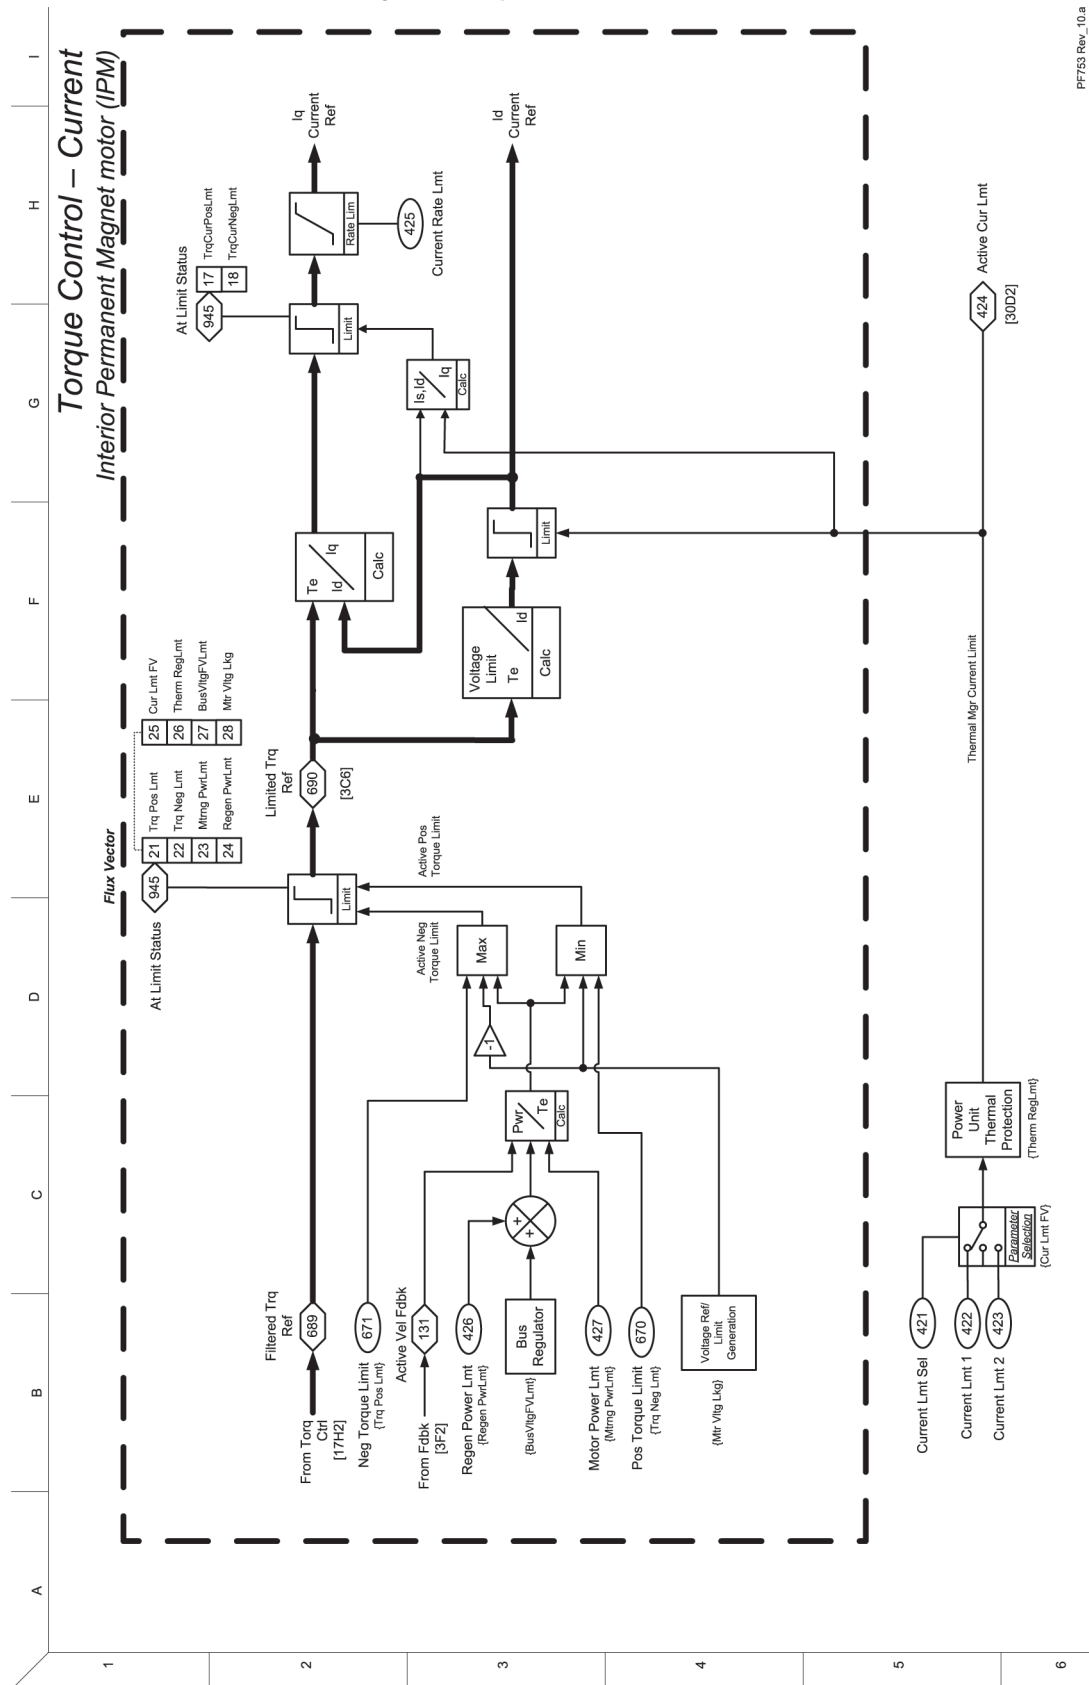 Torque Control – Current
Interior Permanent Magnet motor (IPM)
A
B
C
D
E
F
G
H
I
1
2
3
4
5
6
Flux Vector
At Limit Status
945
21 Trq Pos Lmt
22 Trq Neg Lmt
23 Mtrng PwrLmt
24 Regen PwrLmt
25 Cur Lmt FV
26 Therm RegLmt
27 BusVltgFVLmt
28 Mtr Vltg Lkg
At Limit Status
945
17 TrqCurPosLmt
18 TrqCurNegLmt
From Torq
Ctrl
[17H2]
Filtered Trq
Ref
689
Limit
Limited Trq
Ref
690
[3C6]
Te
Id
Iq
Calc
Limit
Rate Lim
Iq
Current
Ref
425
Current Rate Lmt
Neg Torque Limit
{Trq Pos Lmt}
671
Active Vel Fdbk
131
From Fdbk
[3F2]
Regen Power Lmt
{Regen PwrLmt}
426
Bus
Regulator
{BusVltgFVLmt}
+
+
Motor Power Lmt
{Mtrng PwrLmt}
427
Pos Torque Limit
{Trq Neg Lmt}
670
Voltage Ref/
Limit
Generation
{Mtr Vltg Lkg}
Pwr
Te
Calc
-1
Max
Min
Active Neg
Torque Limit
Active Pos
Torque Limit
Voltage
Limit
Te
Id
Calc
Limit
Is,Id
Iq
Calc
Id
Current
Ref
Current Lmt Sel
421
Current Lmt 1
422
Current Lmt 2
423
Parameter
Selection
{Cur Lmt FV}
Power
Unit
Thermal
Protection
{Therm RegLmt}
Thermal Mgr Current Limit
424
Active Cur Lmt
[30D2]
PF753 Rev_10.a